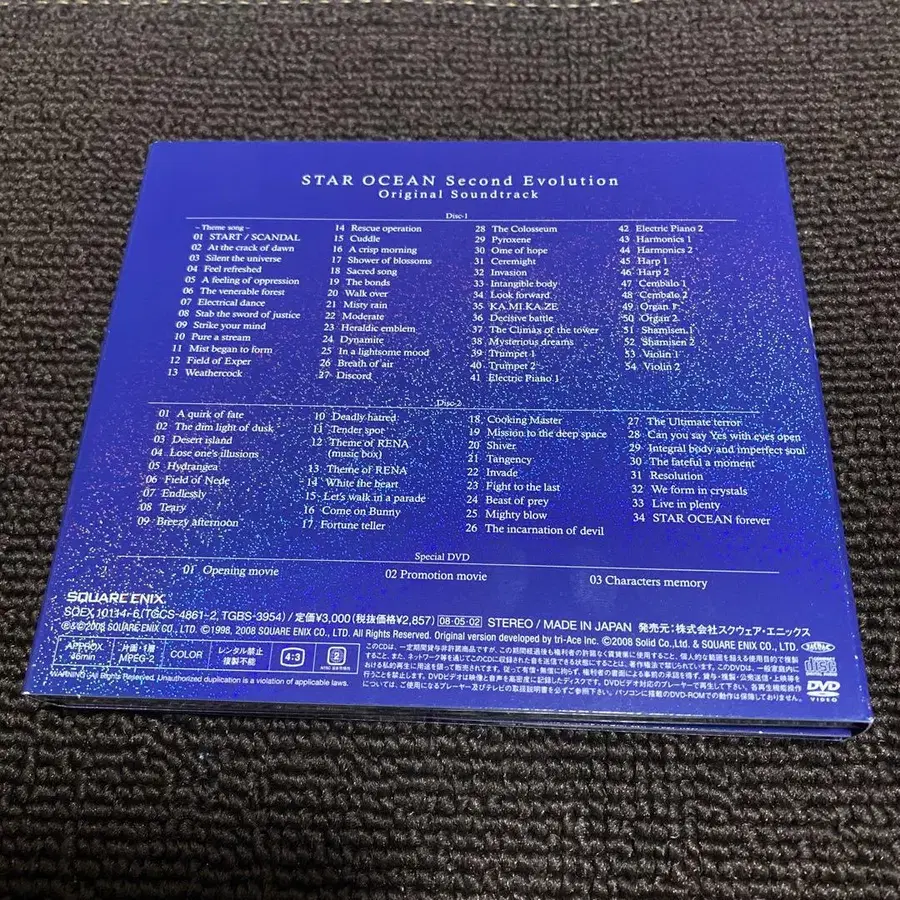 STAR OCEAN Second Evolution
Original Soundtrack
Disc-1
~ Theme song ~
01 START / SCANDAL
02 At the crack of dawn
03 Silent the universe
04 Feel refreshed
05 A feeling of oppression
06 The venerable forest
07 Electrical dance
08 Stab the sword of justice
09 Strike your mind
10 Pure a stream
11 Mist began to form
12 Field of Exper
13 Weathercock
14 Rescue operation
15 Cuddle
16 A crisp morning
17 Shower of blossoms
18 Sacred song
19 The bonds
20 Walk over
21 Misty rain
22 Moderate
23 Heraldic emblem
24 Dynamite
25 In a lightsome mood
26 Breath of air
27 Discord
28 The Colosseum
29 Pyroxene
30 Ome of hope
31 Ceremight
32 Invasion
33 Intangible body
34 Look forward
35 KA.MI.KA.ZE
36 Decisive battle
37 The Climax of the tower
38 Mysterious dreams
39 Trumpet 1
40 Trumpet 2
41 Electric Piano 1
42 Electric Piano 2
43 Harmonics 1
44 Harmonics 2
45 Harp 1
46 Harp 2
47 Cembalo 1
48 Cembalo 2
49 Organ 1
50 Organ 2
51 Shamisen 1
52 Shamisen 2
53 Violin 1
54 Violin 2
Disc-2
01 A quirk of fate
02 The dim light of dusk
03 Desert island
04 Lose one's illusions
05 Hydrangea
06 Field of Nede
07 Endlessly
08 Teary
09 Breezy afternoon
10 Deadly hatred
11 Tender spot
12 Theme of RENA
(music box)
13 Theme of RENA
14 White the heart
15 Let's walk in a parade
16 Come on Bunny
17 Fortune teller
18 Cooking Master
19 Mission to the deep space
20 Shiver
21 Tangency
22 Invade
23 Fight to the last
24 Beast of prey
25 Mighty blow
26 The incarnation of devil
27 The Ultimate terror
28 Can you say Yes with eyes open
29 Integral body and imperfect soul
30 The fateful a moment
31 Resolution
32 We form in crystals
33 Live in plenty
34 STAR OCEAN forever
Special DVD
01 Opening movie
02 Promotion movie
03 Characters memory
SQUARE ENIX.
SQEX 10114-6 (TGCS-4861-2, TGBS-3954) / 定価¥3,000 (税抜価格¥2,857) 08・05・02 STEREO / MADE IN JAPAN 発売元:株式会社スクウェア・エニックス
©2008 SQUARE ENIX CO., LTD. All Rights Reserved. ©1998, 2008 SQUARE ENIX CO., LTD. All Rights Reserved. Original version developed by tri-Ace Inc. ©2008 Solid Co.,Ltd. & SQUARE ENIX CO., LTD.
APPROX. 46min
片面・1層 MPEG-2
COLOR
レンタル禁止 複製不能
4:3
2
WARNING: All Rights Reserved. Unauthorized duplication is a violation of applicable laws.
COMPACT disc DIGITAL AUDIO
DVD VIDEO